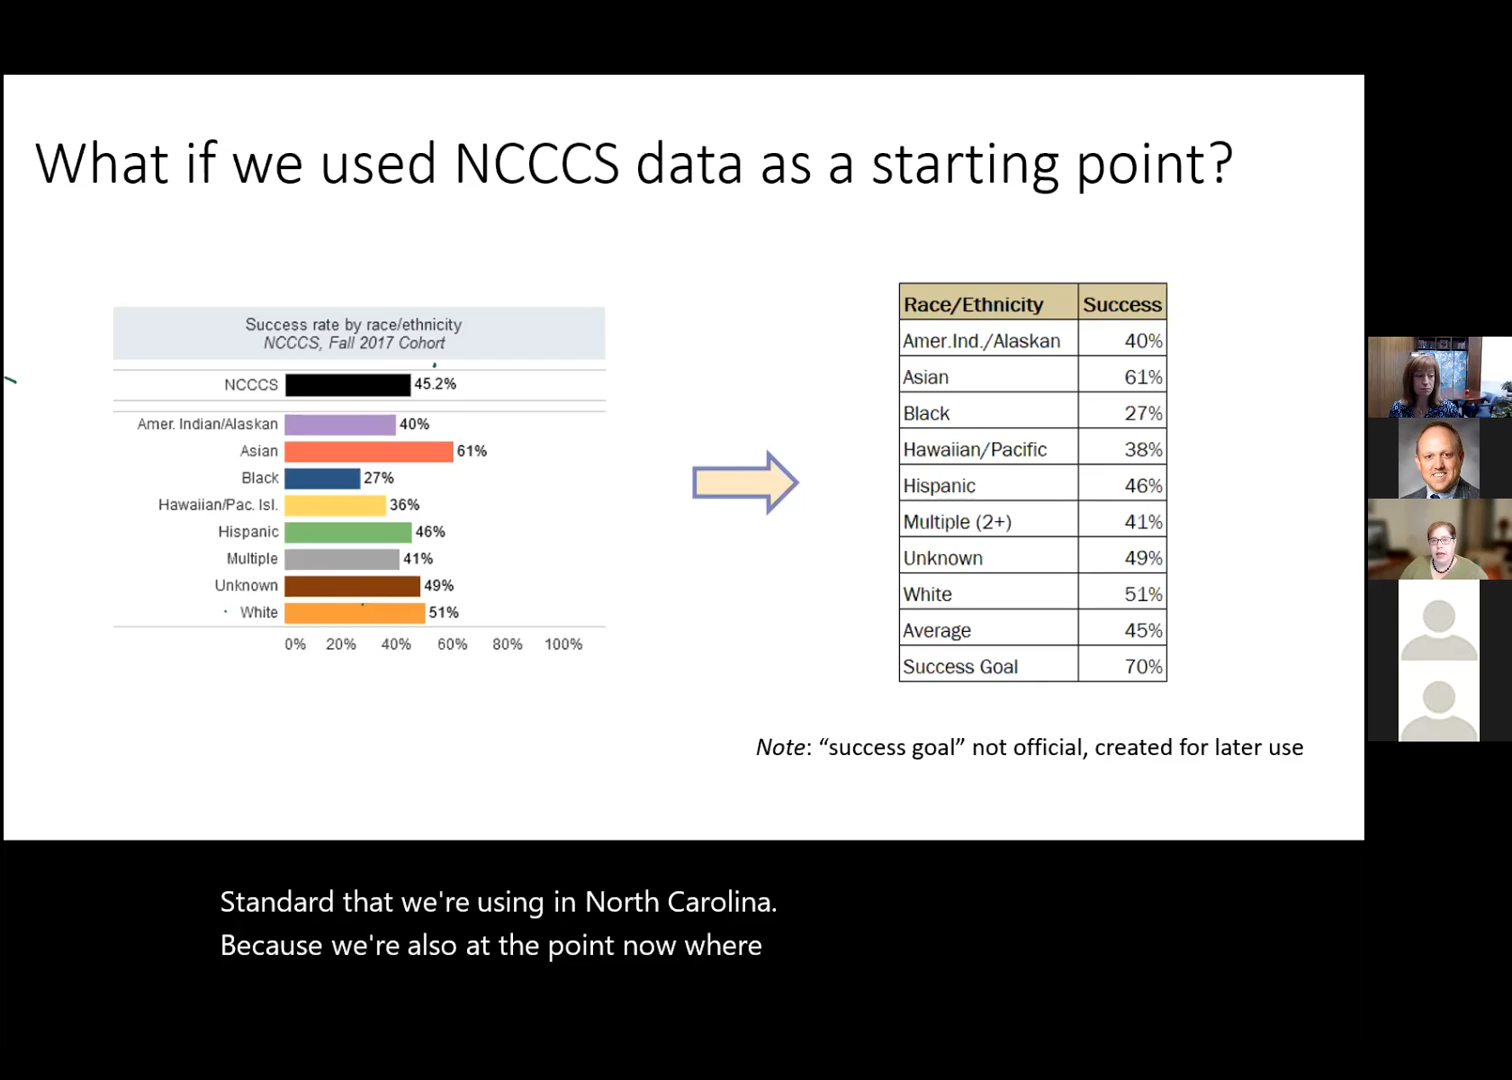 What if we used NCCCS data as a starting point?
Success rate by race/ethnicity
NCCCS, Fall 2017 Cohort
NCCCS 45.2%
Amer. Indian/Alaskan 40%
Asian 61%
Black 27%
Hawaiian/Pac. Isl. 36%
Hispanic 46%
Multiple 41%
Unknown 49%
White 51%
0% 20% 40% 60% 80% 100%
Race/Ethnicity Success
Amer.Ind./Alaskan 40%
Asian 61%
Black 27%
Hawaiian/Pacific 38%
Hispanic 46%
Multiple (2+) 41%
Unknown 49%
White 51%
Average 45%
Success Goal 70%
Note: “success goal” not official, created for later use
Standard that we're using in North Carolina.
Because we're also at the point now where